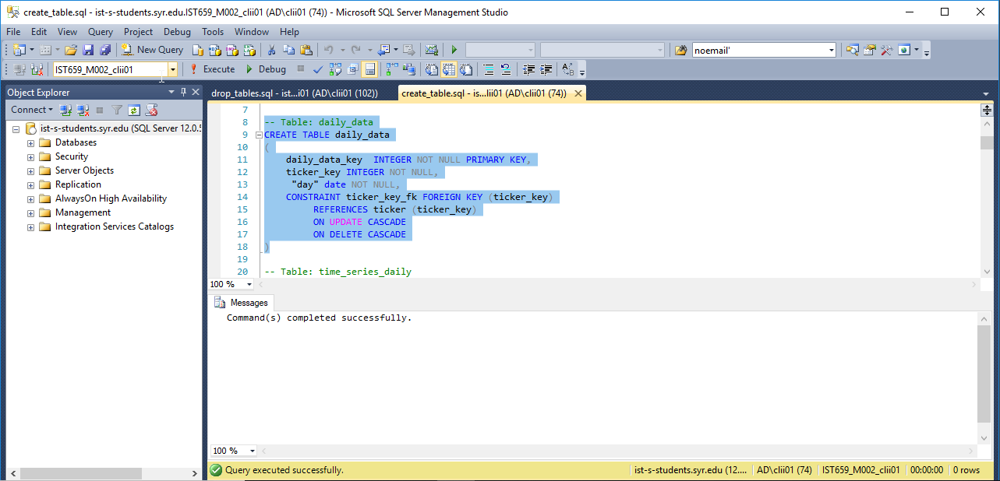 create_table.sql - ist-s-students.syr.edu.IST659_M002_clii01 (AD\clii01 (74)) - Microsoft SQL Server Management Studio
File Edit View Query Project Debug Tools Window Help
New Query noemail'
IST659_M002_clii01 Execute Debug
Object Explorer
Connect
ist-s-students.syr.edu (SQL Server 12.0.5
Databases
Security
Server Objects
Replication
AlwaysOn High Availability
Management
Integration Services Catalogs
drop_tables.sql - ist...i01 (AD\clii01 (102)) create_table.sql - is...lii01 (AD\clii01 (74))
7
8 -- Table: daily_data
9 CREATE TABLE daily_data
10 (
11 daily_data_key INTEGER NOT NULL PRIMARY KEY,
12 ticker_key INTEGER NOT NULL,
13 "day" date NOT NULL,
14 CONSTRAINT ticker_key_fk FOREIGN KEY (ticker_key)
15 REFERENCES ticker (ticker_key)
16 ON UPDATE CASCADE
17 ON DELETE CASCADE
18 )
19
20 -- Table: time_series_daily
100 %
Messages
Command(s) completed successfully.
100 %
Query executed successfully. ist-s-students.syr.edu (12.... AD\clii01 (74) IST659_M002_clii01 00:00:00 0 rows